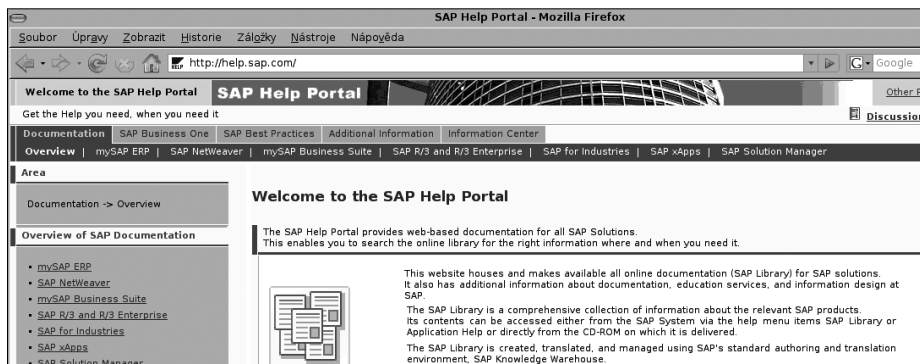 SAP Help Portal - Mozilla Firefox
Soubor Úpravy Zobrazit Historie Záložky Nástroje Nápověda
http://help.sap.com/ Google
Welcome to the SAP Help Portal SAP Help Portal Other
Get the Help you need, when you need it Discussion
Documentation SAP Business One SAP Best Practices Additional Information Information Center
Overview | mySAP ERP | SAP NetWeaver | mySAP Business Suite | SAP R/3 and R/3 Enterprise | SAP for Industries | SAP xApps | SAP Solution Manager
Area
Documentation -> Overview
Overview of SAP Documentation
mySAP ERP
SAP NetWeaver
mySAP Business Suite
SAP R/3 and R/3 Enterprise
SAP for Industries
SAP xApps
SAP Solution Manager
Welcome to the SAP Help Portal
The SAP Help Portal provides web-based documentation for all SAP Solutions.
This enables you to search the online library for the right information where and when you need it.
This website houses and makes available all online documentation (SAP Library) for SAP solutions.
It also has additional information about documentation, education services, and information design at
SAP.
The SAP Library is a comprehensive collection of information about the relevant SAP products.
Its contents can be accessed either from the SAP System via the help menu items SAP Library or
Application Help or directly from the CD-ROM on which it is delivered.
The SAP Library is created, translated, and managed using SAP's standard authoring and translation
environment, SAP Knowledge Warehouse.